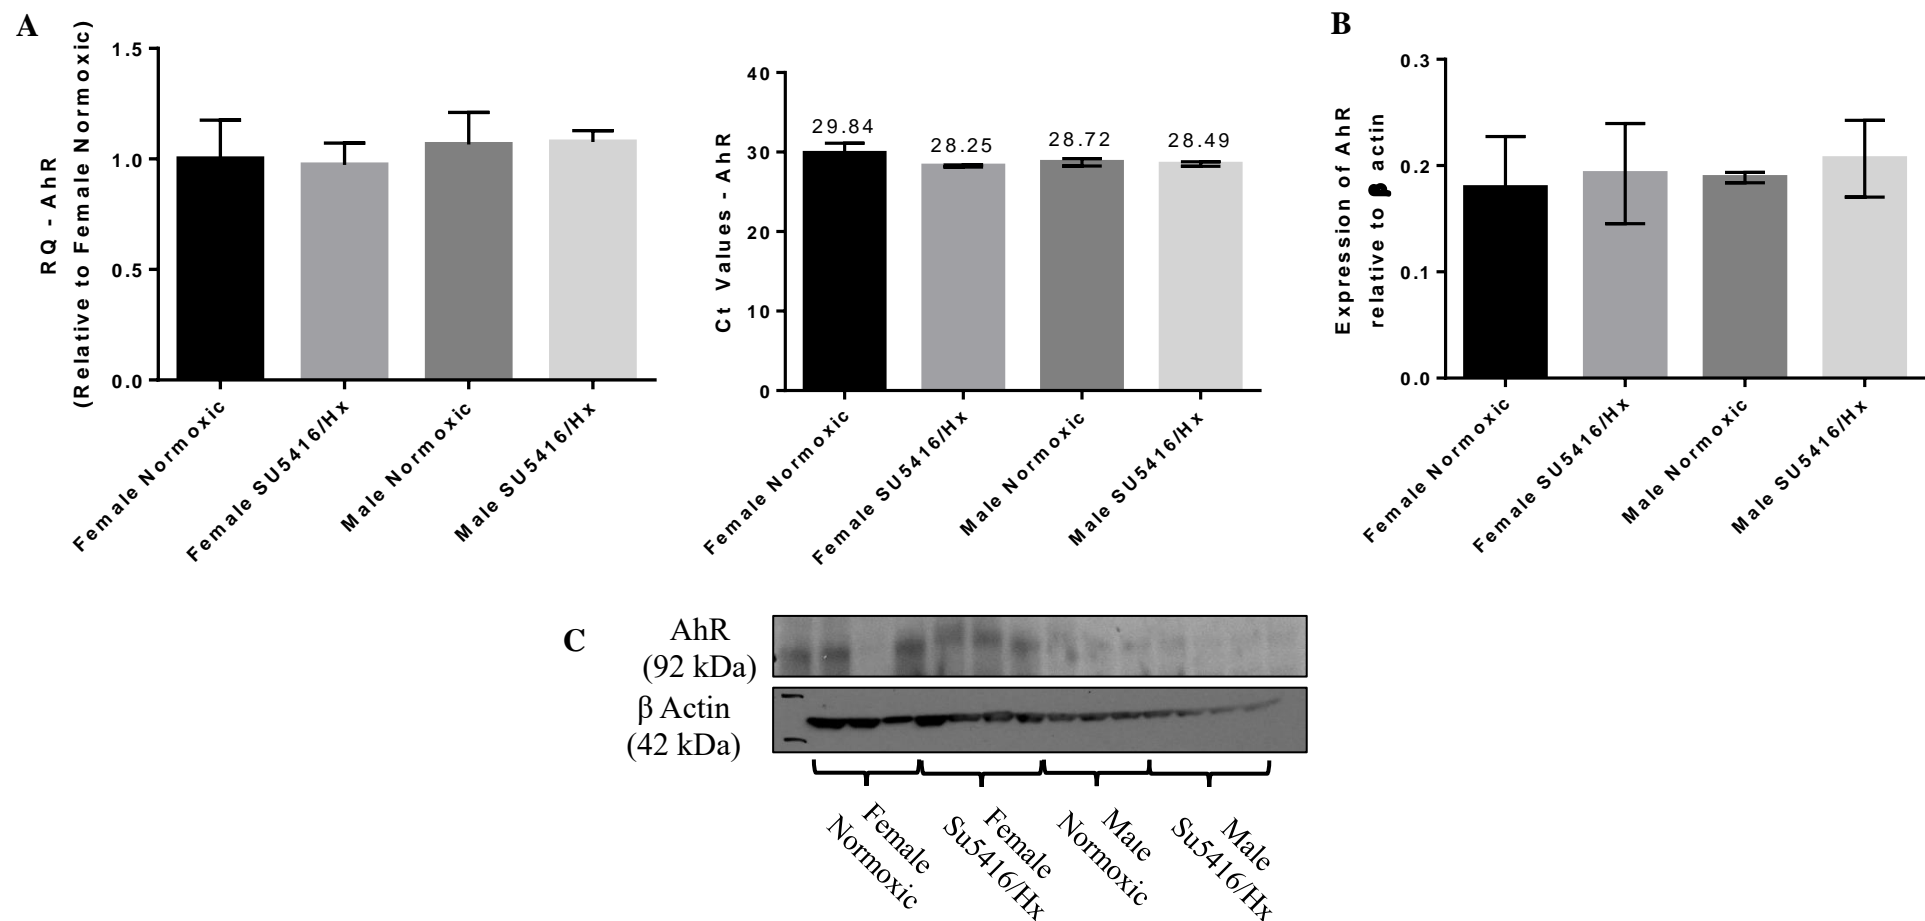 A
RQ - AhR
(Relative to Female Normoxic)
1.5
1.0
0.5
0.0
Female Normoxic
Female SU5416/Hx
Male Normoxic
Male SU5416/Hx
Ct Values - AhR
40
30
20
10
0
29.84
28.25
28.72
28.49
Female Normoxic
Female SU5416/Hx
Male Normoxic
Male SU5416/Hx
B
Expression of AhR
relative to β actin
0.3
0.2
0.1
0.0
Female Normoxic
Female SU5416/Hx
Male Normoxic
Male SU5416/Hx
C
AhR
(92 kDa)
β Actin
(42 kDa)
Female
Normoxic
Female
Su5416/Hx
Male
Normoxic
Male
Su5416/Hx